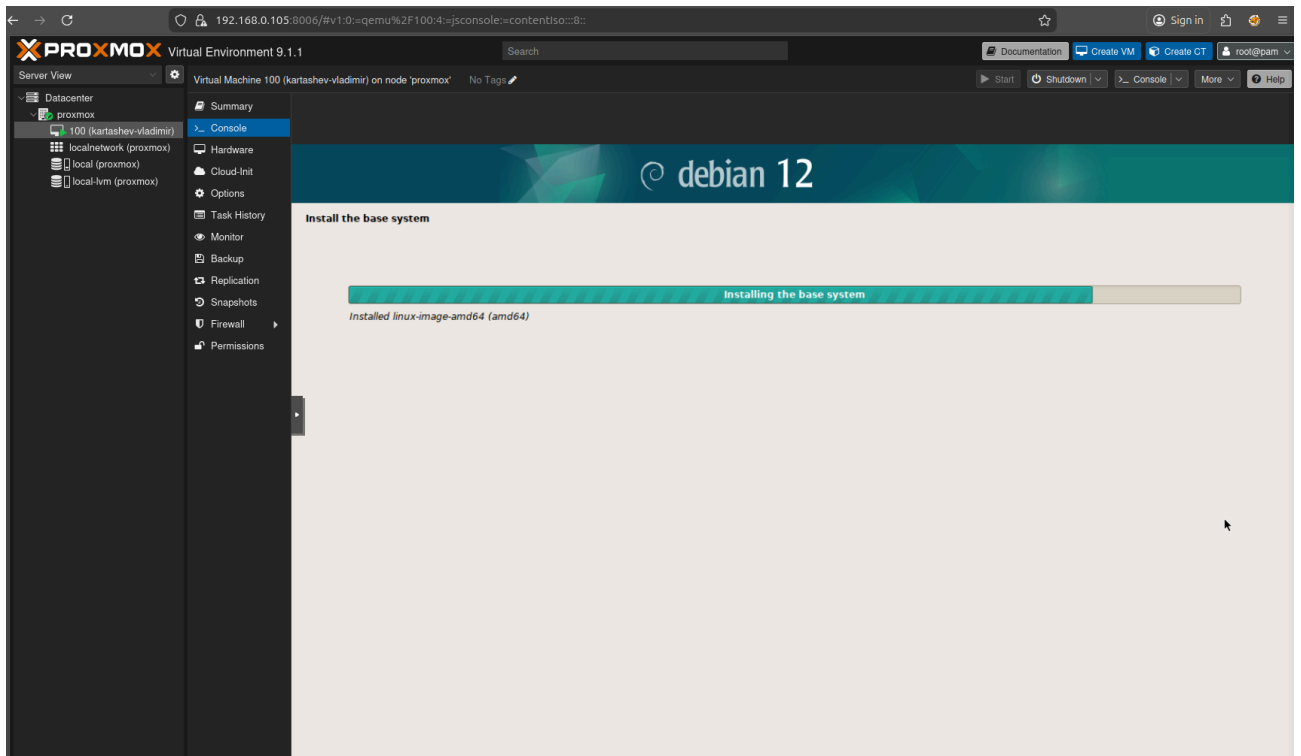 192.168.0.105:8006/#v1:0:=qemu%2F100:4:=jsconsole:=contentIso:::8::
Sign in
PROXMOX Virtual Environment 9.1.1
Search
Documentation
Create VM
Create CT
root@pam
Server View
Virtual Machine 100 (kartashev-vladimir) on node 'proxmox'
No Tags
Start
Shutdown
Console
More
Help
Datacenter
proxmox
100 (kartashev-vladimir)
localnetwork (proxmox)
local (proxmox)
local-lvm (proxmox)
Summary
>_ Console
Hardware
Cloud-Init
Options
Task History
Monitor
Backup
Replication
Snapshots
Firewall
Permissions
debian 12
Install the base system
Installing the base system
Installed linux-image-amd64 (amd64)